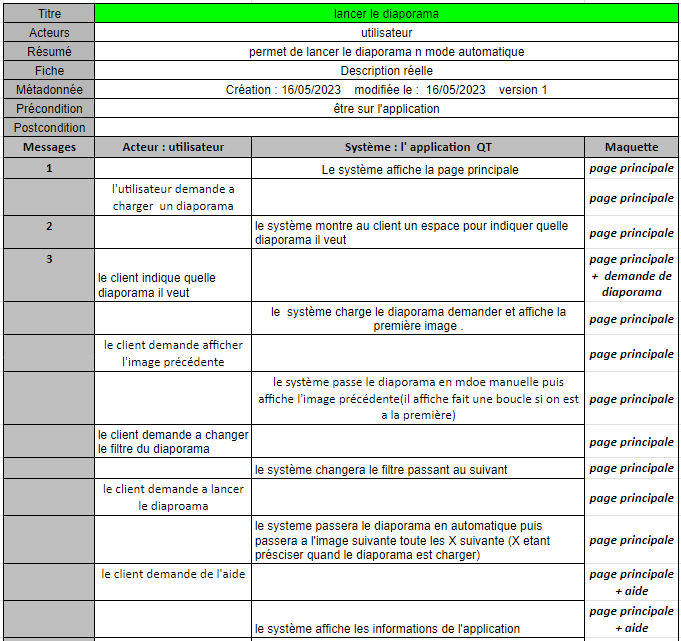 Titre lancer le diaporama
Acteurs utilisateur
Résumé permet de lancer le diaporama n mode automatique
Fiche Description réelle
Métadonnée Création : 16/05/2023 modifiée le : 16/05/2023 version 1
Précondition être sur l'application
Postcondition
Messages Acteur : utilisateur Système : l' application QT Maquette
1 Le système affiche la page principale page principale
l'utilisateur demande a
charger un diaporama
page principale
2
le système montre au client un espace pour indiquer quelle
diaporama il veut
page principale
3
le client indique quelle
diaporama il veut
page principale
+ demande de
diaporama
le système charge le diaporama demander et affiche la
première image .
page principale
le client demande afficher
l'image précédente
page principale
le système passe le diaporama en mdoe manuelle puis
affiche l'image précédente(il affiche fait une boucle si on est
a la première)
page principale
le client demande a changer
le filtre du diaporama
page principale
le système changera le filtre passant au suivant page principale
le client demande a lancer
le diaproama
page principale
le systeme passera le diaporama en automatique puis
passera a l'image suivante toute les X suivante (X etant
présciser quand le diaporama est charger)
page principale
le client demande de l'aide
page principale
+ aide
le système affiche les informations de l'application
page principale
+ aide